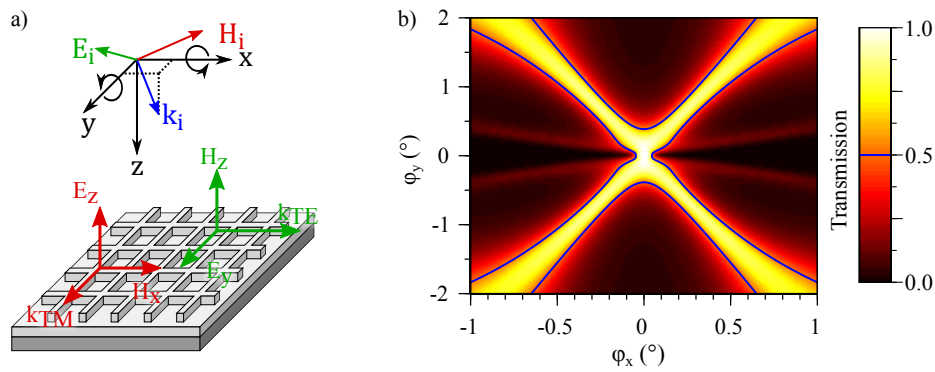 a)
E_i
H_i
x
y
k_i
z
H_z
E_z
k_TE
E_y
H_x
k_TM
b)
2
1
0
-1
-2
φ_y (°)
-1
-0.5
0
0.5
1
φ_x (°)
Transmission
1.0
0.5
0.0